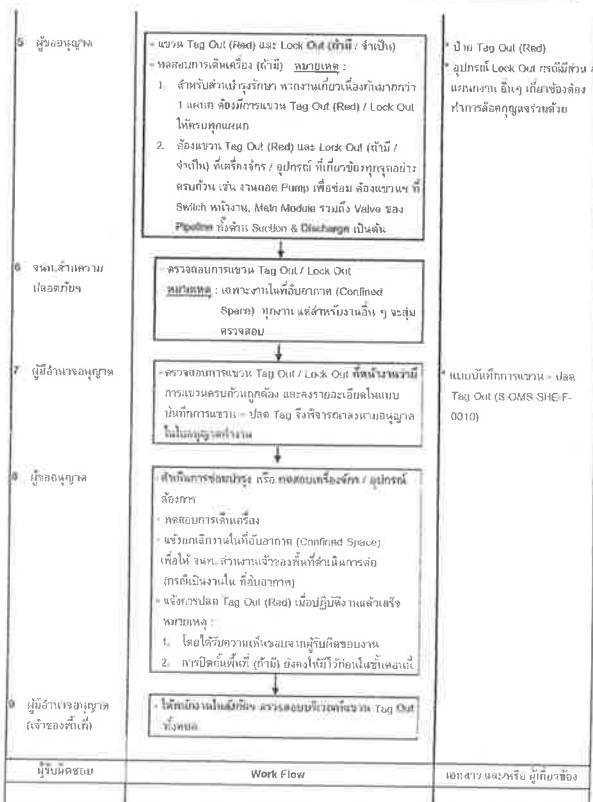 5 ผู้ขออนุญาต
- แขวน Tag Out (Red) และ Lock Out (ถ้ามี / จำเป็น)
- ทดสอบการเดินเครื่อง (ถ้ามี) หมายเหตุ :
1. สำหรับส่วนบำรุงรักษา หากงานเกี่ยวเนื่องกันมากกว่า
1 แผนก ต้องมีการแขวน Tag Out (Red) / Lock Out
ให้ครบทุกแผนก
2. ต้องแขวน Tag Out (Red) และ Lock Out (ถ้ามี /
จำเป็น) ที่เครื่องจักร / อุปกรณ์ ที่เกี่ยวข้องทุกจุดอย่าง
ครบถ้วน เช่น งานถอด Pump เพื่อซ่อม ต้องแขวนฯ ที่
Switch หน้างาน, Main Module รวมถึง Valve ของ
Pipeline ทั้งด้าน Suction & Discharge เป็นต้น
* ป้าย Tag Out (Red)
* อุปกรณ์ Lock Out กรณีมีส่วน /
แผนกงาน อื่นๆ เกี่ยวข้องต้อง
ทำการล็อคกุญแจร่วมด้วย
6 จนท.ส่วนความ
ปลอดภัยฯ
- ตรวจสอบการแขวน Tag Out / Lock Out
หมายเหตุ : เฉพาะงานในที่อับอากาศ (Confined
Space) ทุกงาน แต่สำหรับงานอื่น ๆ จะสุ่ม
ตรวจสอบ
7 ผู้มีอำนาจอนุญาต
- ตรวจสอบการแขวน Tag Out / Lock Out ที่หน้างานว่ามี
การแขวนครบถ้วนถูกต้อง และลงรายละเอียดในแบบ
บันทึกการแขวน - ปลด Tag จึงพิจารณาลงนามอนุญาต
ในใบอนุญาตทำงาน
* แบบบันทึกการแขวน - ปลด
Tag Out (S-OMS-SHE-F-
0010)
8 ผู้ขออนุญาต
- ดำเนินการซ่อมบำรุง หรือ ทดสอบเครื่องจักร / อุปกรณ์
ต้องการ
- ทดสอบการเดินเครื่อง
- แจ้งยกเลิกงานในที่อับอากาศ (Confined Space)
เพื่อให้ จนท. ส่วนงานเจ้าของพื้นที่ดำเนินการต่อ
(กรณีเป็นงานใน ที่อับอากาศ)
- แจ้งการปลด Tag Out (Red) เมื่อปฏิบัติงานแล้วเสร็จ
หมายเหตุ :
1. โดยได้รับความเห็นชอบจากผู้รับผิดชอบงาน
2. การปิดกั้นพื้นที่ (ถ้ามี) ยังคงให้มีไว้ก่อนในขั้นตอนนี้
9 ผู้มีอำนาจอนุญาต
(เจ้าของพื้นที่)
- ให้พนักงานในสังกัดฯ ตรวจสอบบริเวณที่แขวน Tag Out
ทั้งหมด
ผู้รับผิดชอบ
Work Flow
เอกสาร และ/หรือ ผู้เกี่ยวข้อง